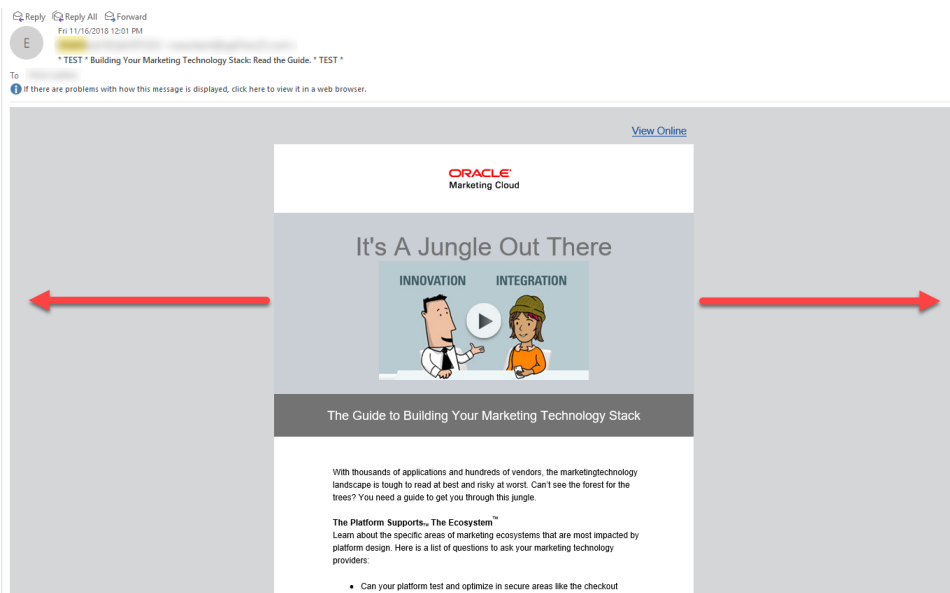 Reply Reply All Forward
Fri 11/16/2018 12:01 PM
E
* TEST * Building Your Marketing Technology Stack: Read the Guide. * TEST *
To
If there are problems with how this message is displayed, click here to view it in a web browser.
View Online
ORACLE
Marketing Cloud
It's A Jungle Out There
INNOVATION INTEGRATION
The Guide to Building Your Marketing Technology Stack
With thousands of applications and hundreds of vendors, the marketingtechnology
landscape is tough to read at best and risky at worst. Can't see the forest for the
trees? You need a guide to get you through this jungle.
The Platform Supports™ The Ecosystem™
Learn about the specific areas of marketing ecosystems that are most impacted by
platform design. Here is a list of questions to ask your marketing technology
providers:
• Can your platform test and optimize in secure areas like the checkout